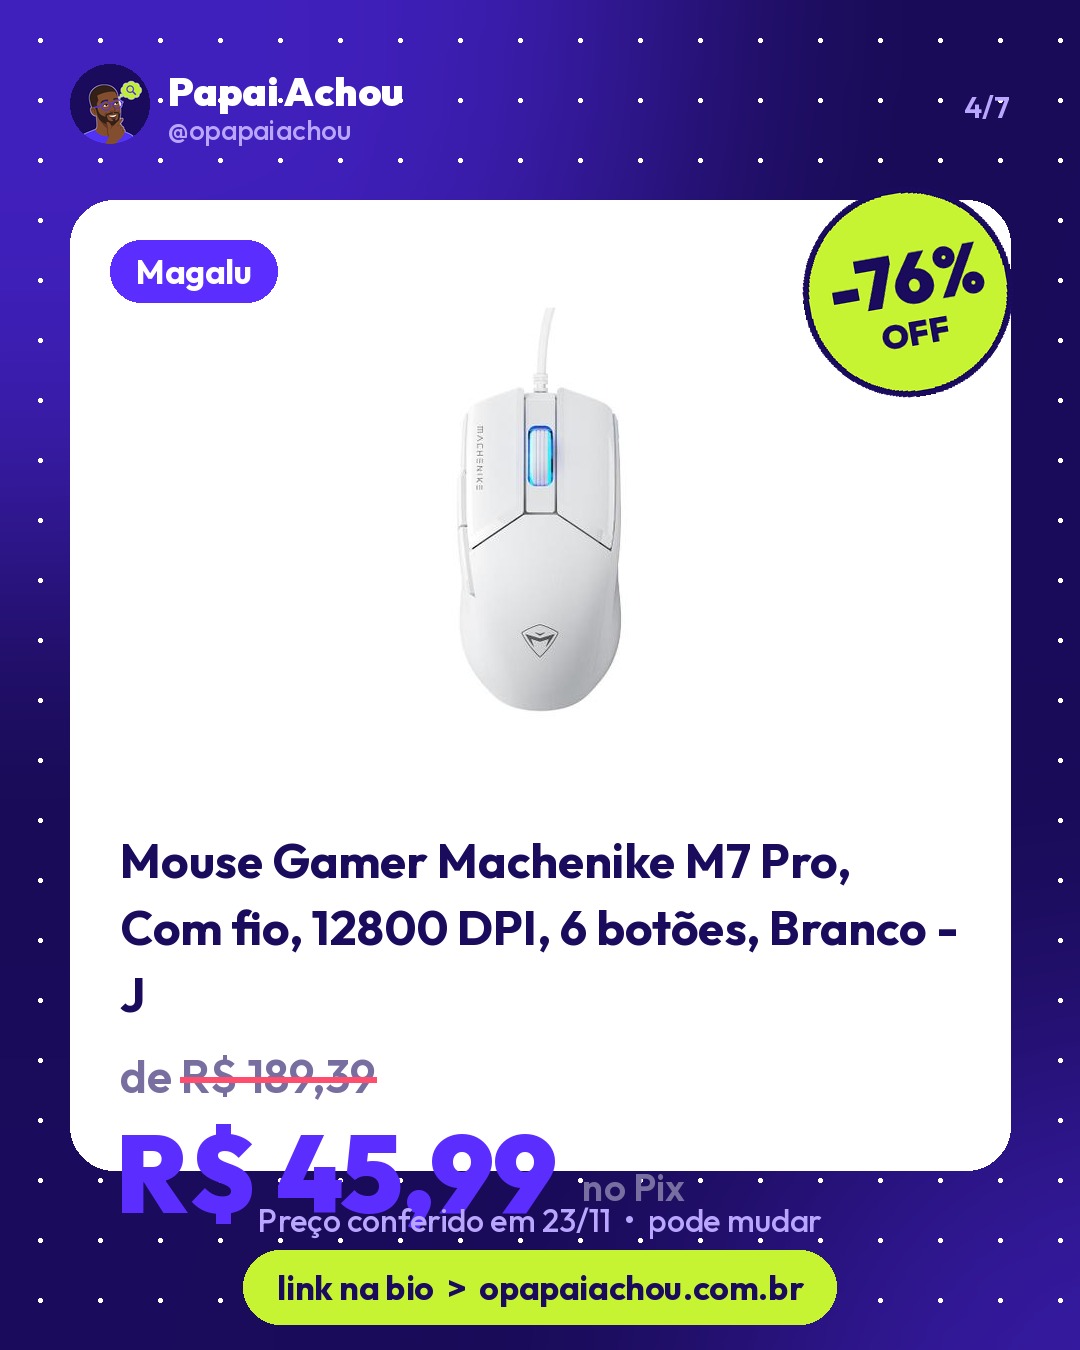 PapaiAchou
@opapaiachou
4/7
Magalu
-76%
OFF
MACHENIKE
Mouse Gamer Machenike M7 Pro,
Com fio, 12800 DPI, 6 botões, Branco -
J
de R$ 189,39
R$ 45,99 no Pix
Preço conferido em 23/11 • pode mudar
link na bio > opapaiachou.com.br